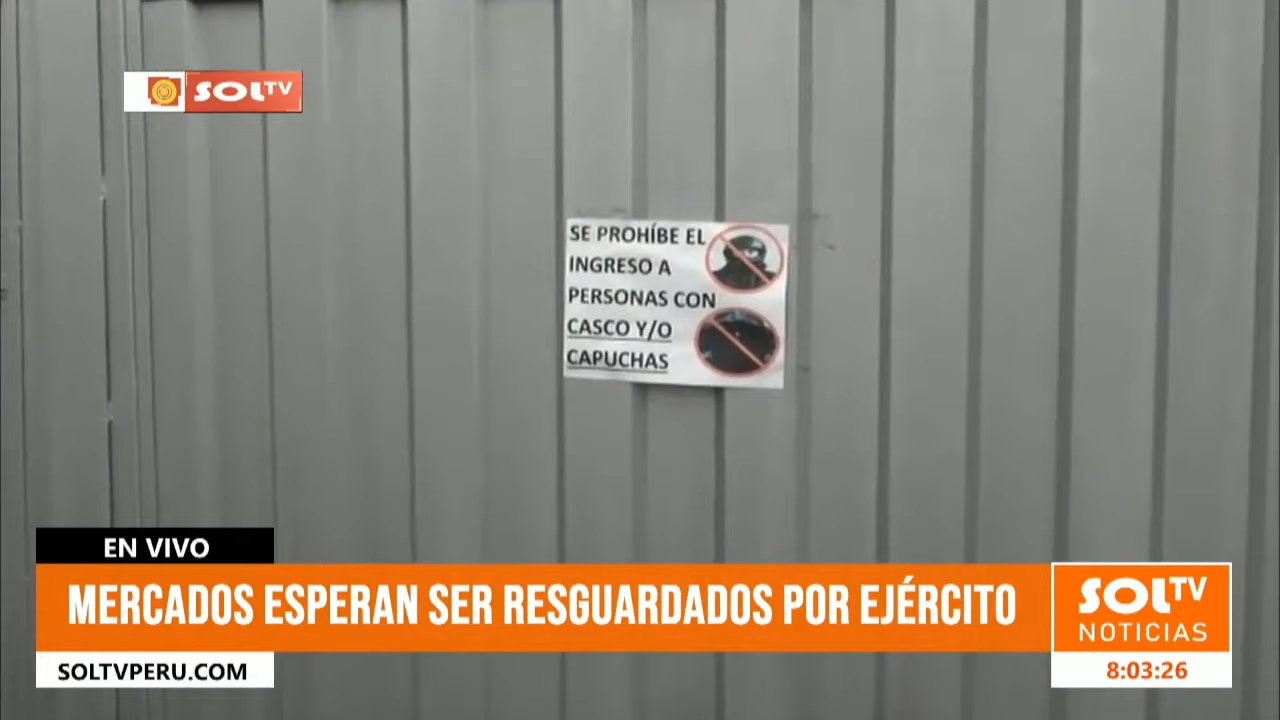 SOLTV
SE PROHÍBE EL
INGRESO A
PERSONAS CON
CASCO Y/O
CAPUCHAS
EN VIVO
MERCADOS ESPERAN SER RESGUARDADOS POR EJÉRCITO
SOLTVPERU.COM
SOLTV
NOTICIAS
8:03:26